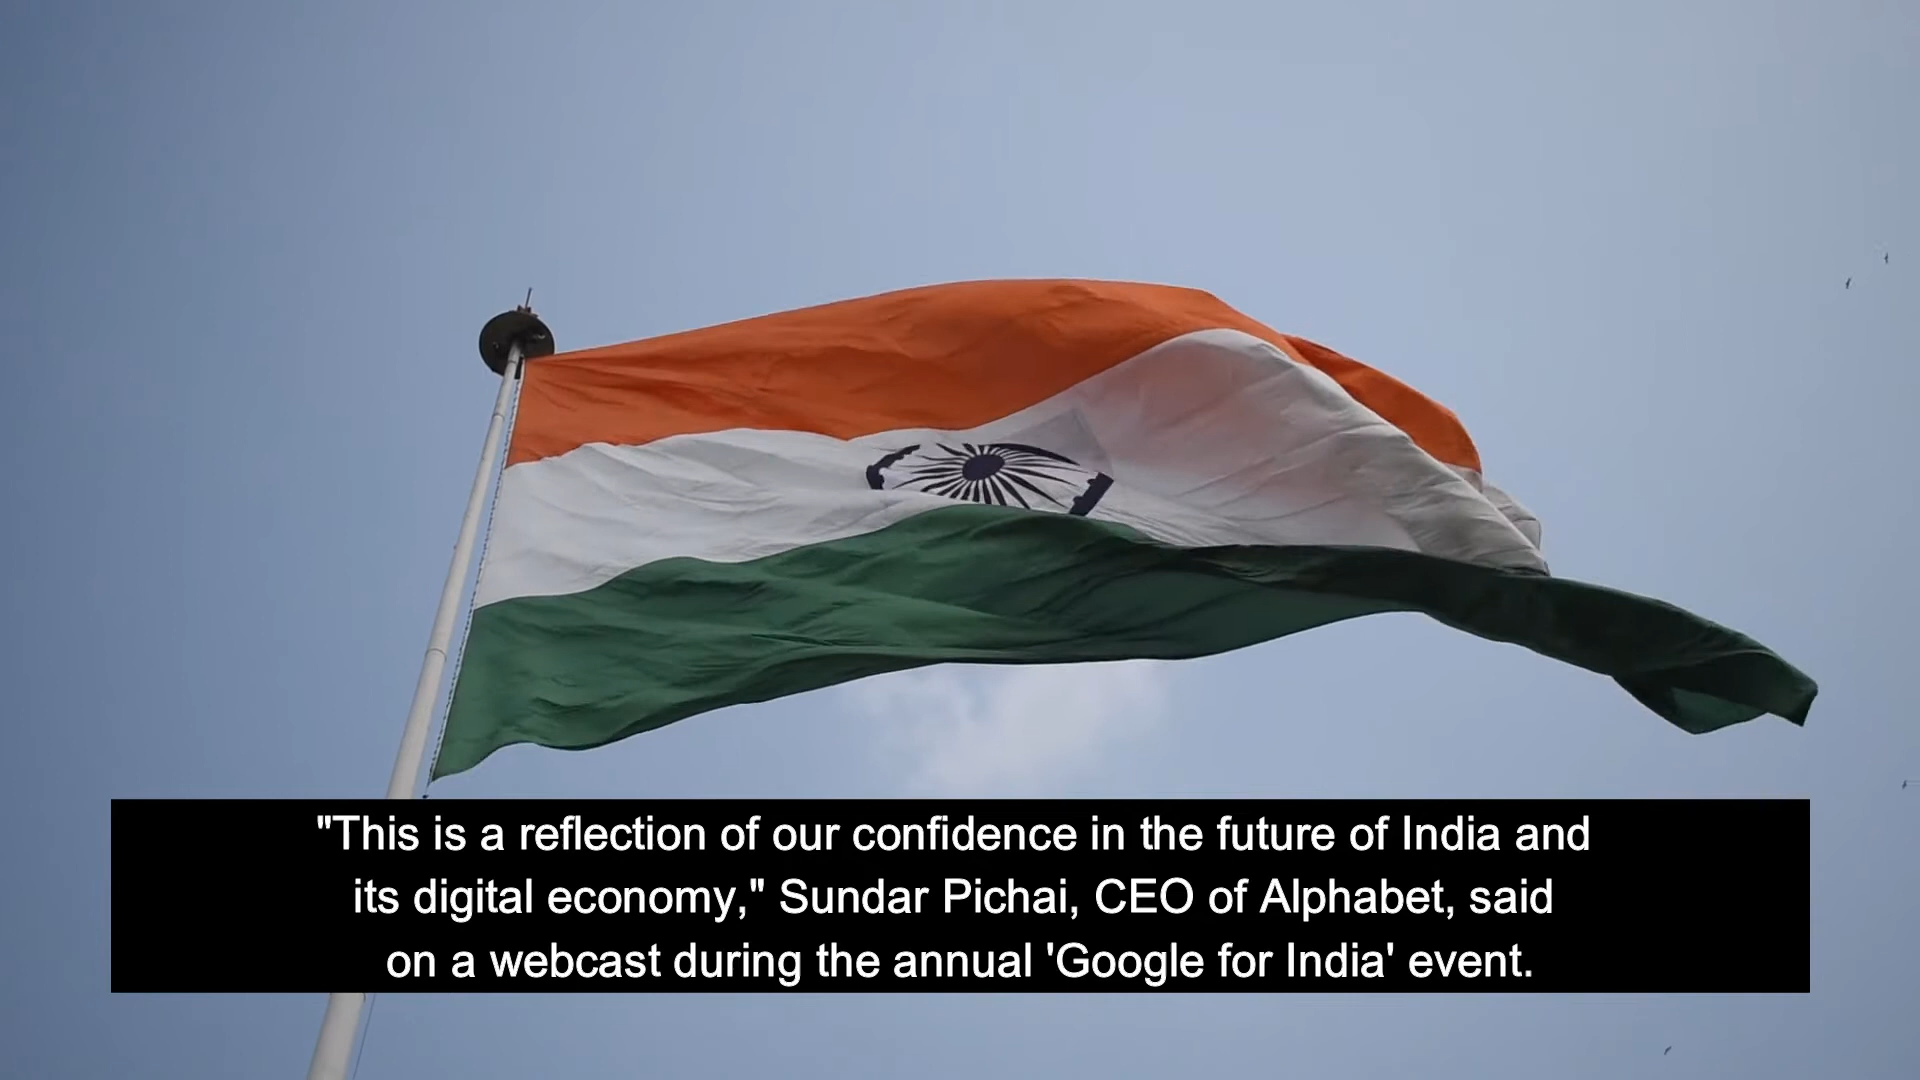 "This is a reflection of our confidence in the future of India and
its digital economy," Sundar Pichai, CEO of Alphabet, said
on a webcast during the annual 'Google for India' event.